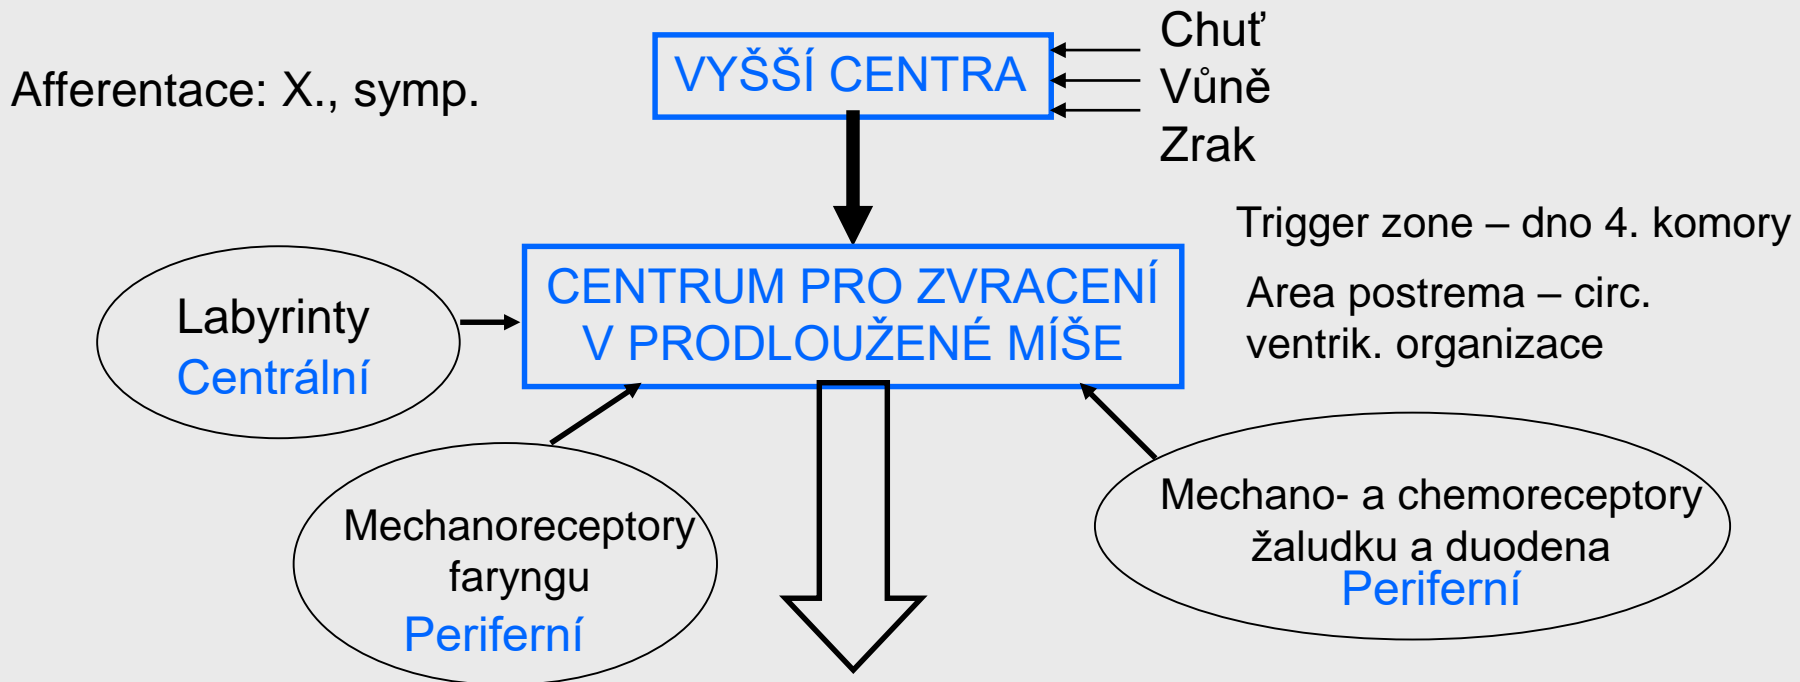 Chuť
Afferentace: X., symp.
VYŠŠÍ CENTRA
Vůně
Zrak
Trigger zone – dno 4. komory
CENTRUM PRO ZVRACENÍ
V PRODLOUŽENÉ MÍŠE
Area postrema – circ.
ventrik. organizace
Labyrinty
Centrální
Mechanoreceptory
faryngu
Periferní
Mechano- a chemoreceptory
žaludku a duodena
Periferní